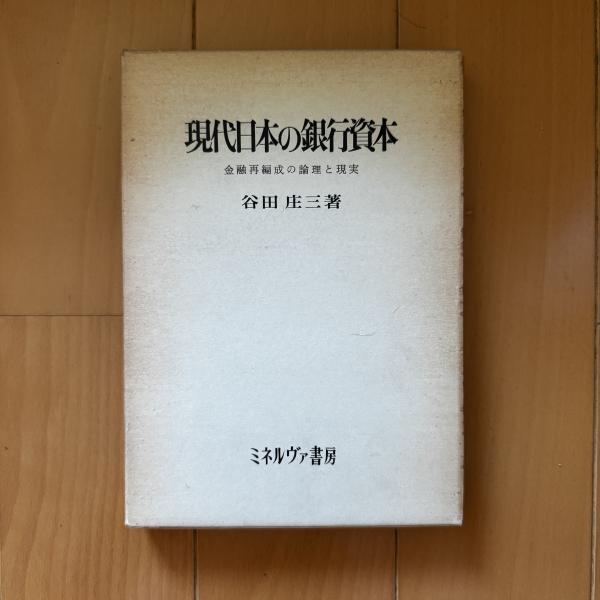 現代日本の銀行資本
金融再編成の論理と現実
谷田庄三著
ミネルヴァ書房